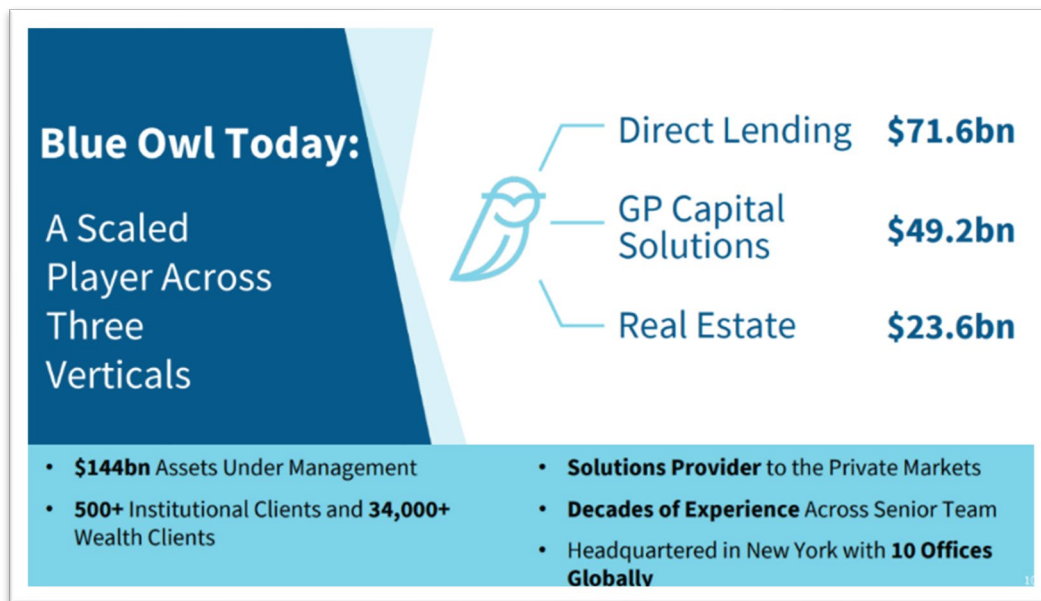 Blue Owl Today:
A Scaled
Player Across
Three
Verticals
Direct Lending $71.6bn
GP Capital
Solutions
$49.2bn
Real Estate $23.6bn
• $144bn Assets Under Management
• 500+ Institutional Clients and 34,000+
Wealth Clients
• Solutions Provider to the Private Markets
• Decades of Experience Across Senior Team
• Headquartered in New York with 10 Offices
Globally